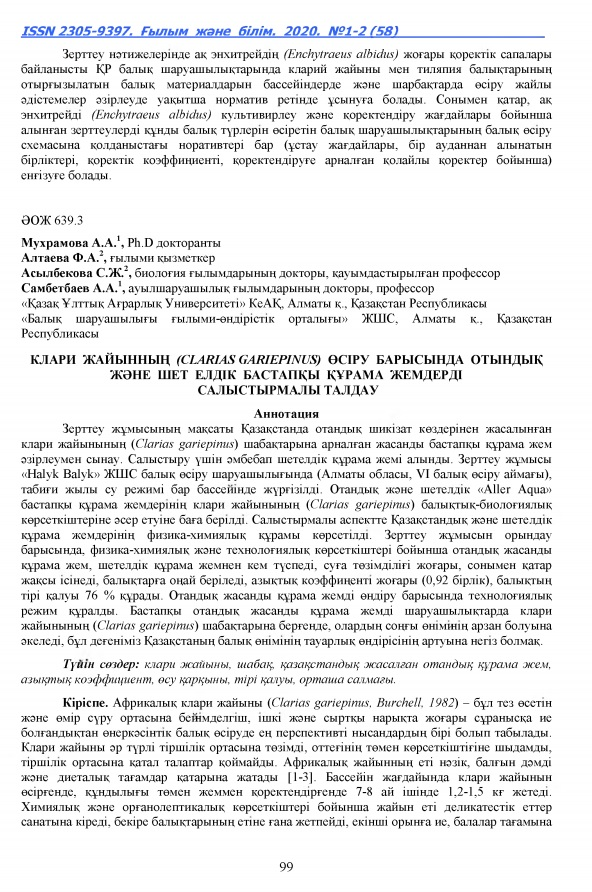 ISSN 2305-9397. Ғылым және білім. 2020. №1-2 (58)
Зерттеу нәтижелерінде ақ энхитрейдің (Enchytraeus albidus) жоғары қоректік сапалары
байланысты ҚР балық шаруашылықтарында кларий жайыны мен тиляпия балықтарының
отырғызылатын балық материалдарын бассейіндерде және шарбақтарда өсіру жайлы
әдістемелер әзірлеуде уақытша норматив ретінде ұсынуға болады. Сонымен қатар, ақ
энхитрейді (Enchytraeus albidus) культивирлеу және қоректендіру жағдайлары бойынша
алынған зерттеулерді құнды балық түрлерін өсіретін балық шаруашылықтарының балық өсіру
схемасына қолданыстағы норативтері бар (ұстау жағдайлары, бір ауданнан алынатын
бірліктері, қоректік коэффициенті, қоректендіруге арналған қолайлы қоректер бойынша)
енгізуге болады.
ӘОЖ 639.3
Мухрамова А.А.¹, Ph.D докторанты
Алтаева Ф.А.², ғылыми қызметкер
Асылбекова С.Ж.², биология ғылымдарының докторы, қауымдастырылған профессор
Самбетбаев А.А.¹, ауылшаруашылық ғылымдарының докторы, профессор
«Қазақ Ұлттық Аграрлық Университеті» КеАҚ, Алматы қ., Қазақстан Республикасы
«Балық шаруашылығы ғылыми-өндірістік орталығы» ЖШС, Алматы қ., Қазақстан
Республикасы
КЛАРИ ЖАЙЫННЫҢ (CLARIAS GARIEPINUS) ӨСІРУ БАРЫСЫНДА ОТЫНДЫҚ
ЖӘНЕ ШЕТ ЕЛДІК БАСТАПҚЫ ҚҰРАМА ЖЕМДЕРДІ
САЛЫСТЫРМАЛЫ ТАЛДАУ
Аннотация
Зерттеу жұмысының мақсаты Қазақстанда отандық шикізат көздерінен жасалынған
клари жайынының (Clarias gariepinus) шабақтарына арналған жасанды бастапқы құрама жем
әзірлеумен сынау. Салыстыру үшін әмбебап шетелдік құрама жемі алынды. Зерттеу жұмысы
«Halyk Balyk» ЖШС балық өсіру шаруашылығында (Алматы обласы, VI балық өсіру аймағы),
табиғи жылы су режимі бар бассейінде жүргізілді. Отандық және шетелдік «Aller Aqua»
бастапқы құрама жемдерінің клари жайынының (Clarias gariepinus) балықтық-биологиялық
көрсеткіштеріне әсер етуіне баға берілді. Салыстырмалы аспектте Қазақстандық және шетелдік
құрама жемдерінің физика-химиялық құрамы көрсетілді. Зерттеу жұмысын орындау
барысында, физика-химиялық және технологиялық көрсеткіштері бойынша отандық жасанды
құрама жем, шетелдік құрама жемнен кем түспеді, суға төзімділігі жоғары, сонымен қатар
жақсы ісінеді, балықтарға оңай беріледі, азықтық коэффиценті жоғары (0,92 бірлік), балықтың
тірі қалуы 76 % құрады. Отандық жасанды құрама жемді өндіру барысында технологиялық
режим құралды. Бастапқы отандық жасанды құрама жемді шаруашылықтарда клари
жайынының (Clarias gariepinus) шабақтарына бергенде, олардың соңғы өнімінің арзан болуына
әкеледі, бұл дегеніміз Қазақстаның балық өнімінің тауарлық өндірісінің артуына негіз болмақ.
Түйін сөздер: клари жайыны, шабақ, қазақстандық жасалған отандық құрама жем,
азықтық коэффициент, өсу қарқыны, тірі қалуы, орташа салмағы.
Кіріспе. Африкалық клари жайыны (Clarias gariepinus, Burchell, 1982) – бұл тез өсетін
және өмір сүру ортасына бейімделгіш, ішкі және сыртқы нарықта жоғары сұранысқа ие
болғандықтан өнеркәсінтік балық өсіруде ең перспективті нысандардың бірі болып табылады.
Клари жайыны әр түрлі тіршілік ортасына төзімді, оттегінің төмен көрсеткіштігіне шыдамды,
тіршілік ортасына қатал талаптар қоймайды. Африкалық жайынның еті нәзік, балғын дәмді
және дисталық тағамдар қатарына жатады [1-3]. Бассейін жағдайында клари жайынын
өсіргенде, құндылығы төмен жеммен қоректендіргенде 7-8 ай ішінде 1,2-1,5 кг жетеді.
Химиялық және органолептикалық көрсеткіштері бойынша жайын еті деликатестік еттер
санатына кіреді, бекіре балықтарының етіне ғана жетпейді, екінші орынға ие, балалар тағамына
99